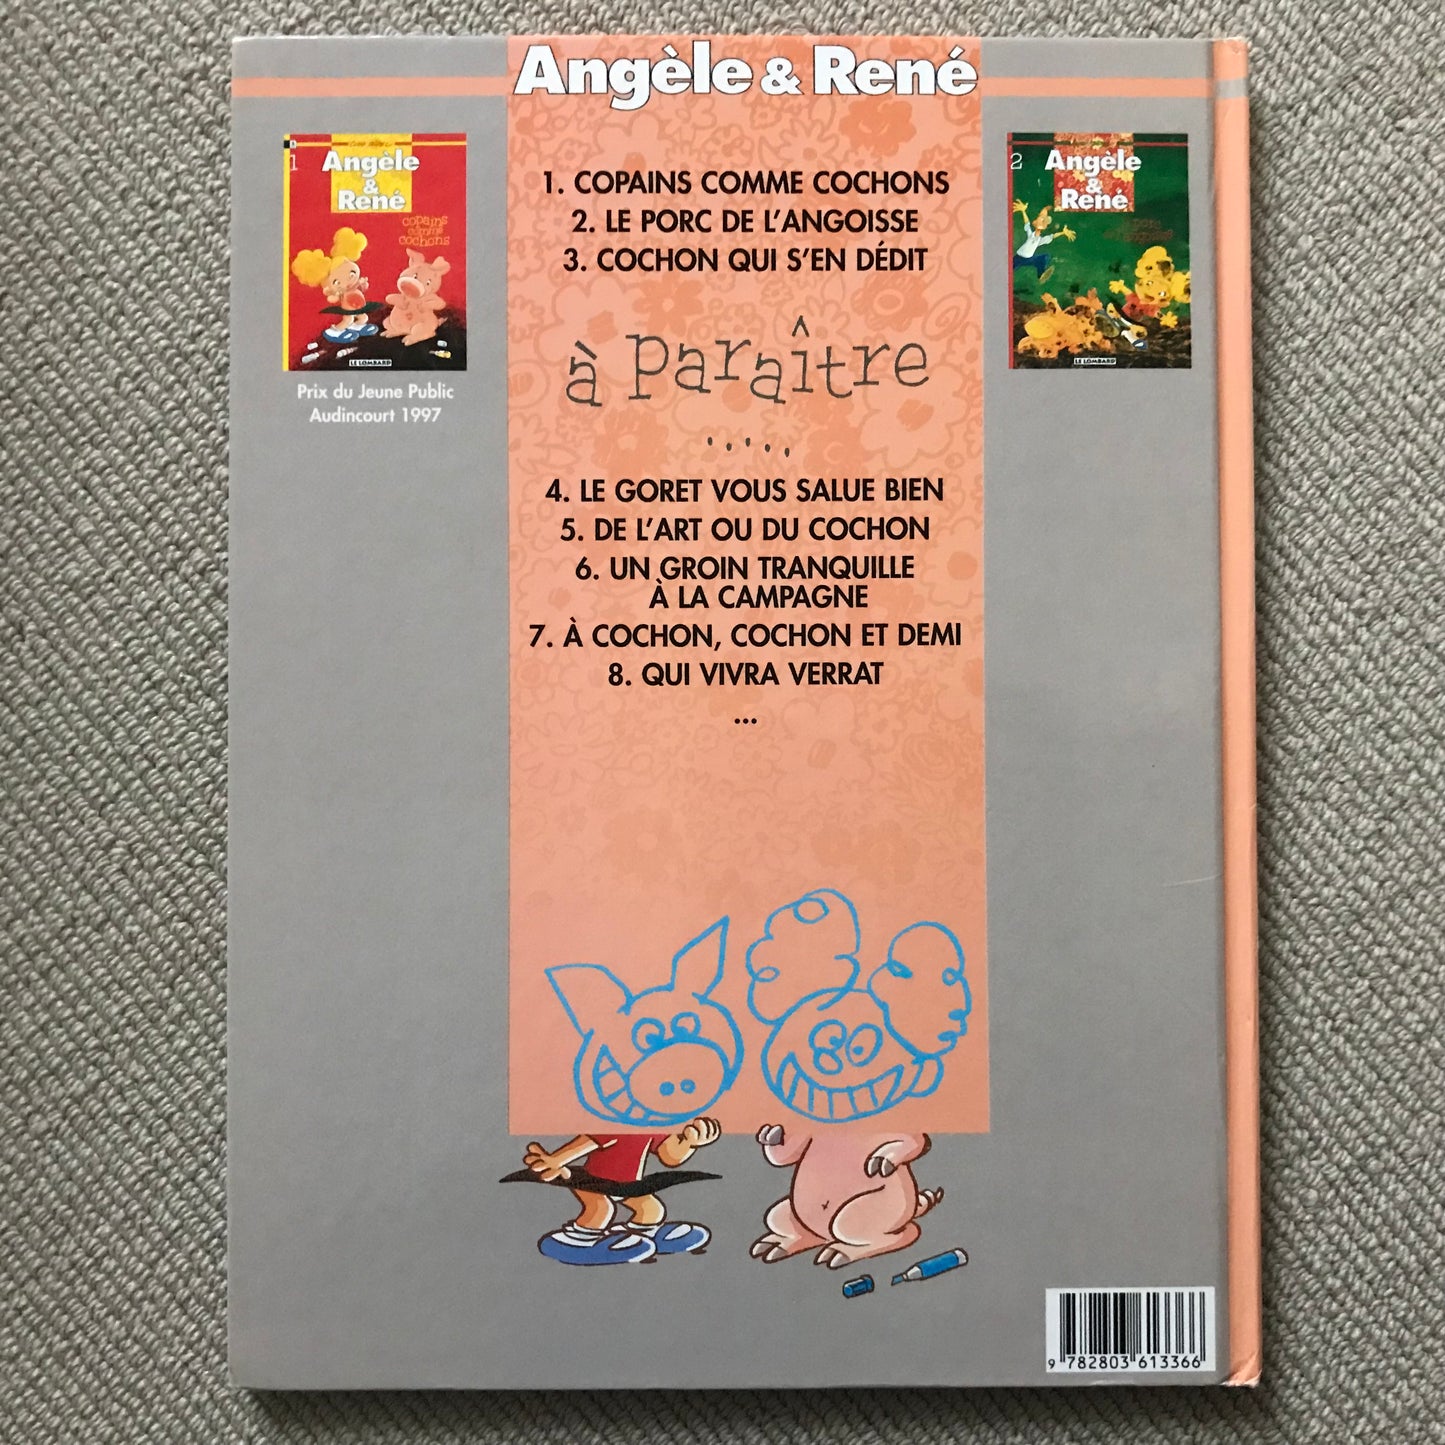 Angèle & René
1
Angèle
&
René
copains
comme
cochons
LE LOMBARD
Prix du Jeune Public
Audincourt 1997
1. COPAINS COMME COCHONS
2. LE PORC DE L'ANGOISSE
3. COCHON QUI S'EN DÉDIT
à paraître
.....
4. LE GORET VOUS SALUE BIEN
5. DE L'ART OU DU COCHON
6. UN GROIN TRANQUILLE
À LA CAMPAGNE
7. À COCHON, COCHON ET DEMI
8. QUI VIVRA VERRAT
...
2
Angèle
&
René
LE LOMBARD
9 782803 613366